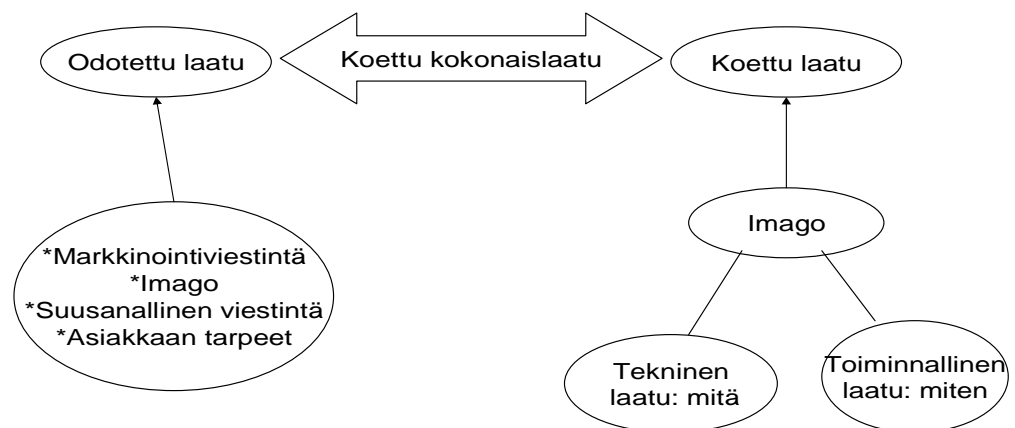 Odotettu laatu
Koettu kokonaislaatu
Koettu laatu
*Markkinointiviestintä
*Imago
*Suusanallinen viestintä
*Asiakkaan tarpeet
Imago
Tekninen
laatu: mitä
Toiminnallinen
laatu: miten